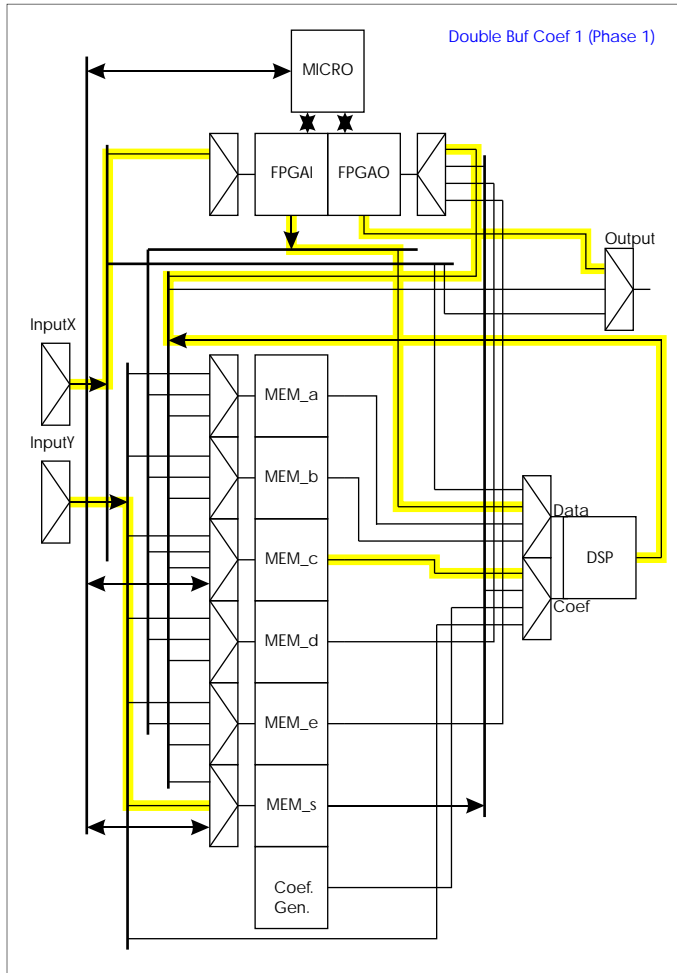 Double Buf Coef 1 (Phase 1)
MICRO
FPGAI
FPGAO
Output
InputX
MEM_a
InputY
MEM_b
Data
MEM_c
DSP
Coef
MEM_d
MEM_e
MEM_s
Coef.
Gen.